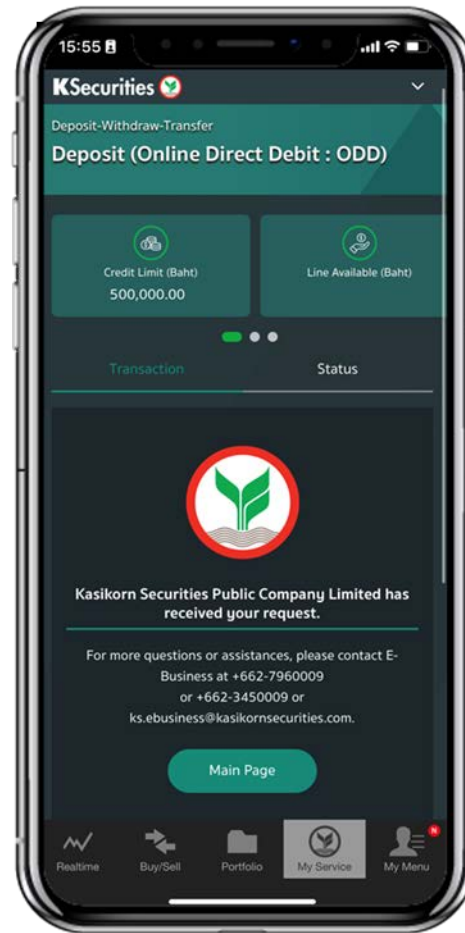 15:55
KSecurities
Deposit-Withdraw-Transfer
Deposit (Online Direct Debit : ODD)
Credit Limit (Baht)
500,000.00
Line Available (Baht)
Transaction
Status
Kasikorn Securities Public Company Limited has
received your request.
For more questions or assistances, please contact E-
Business at +662-7960009
or +662-3450009 or
ks.ebusiness@kasikornsecurities.com.
Main Page
Realtime
Buy/Sell
Portfolio
My Service
My Menu
N